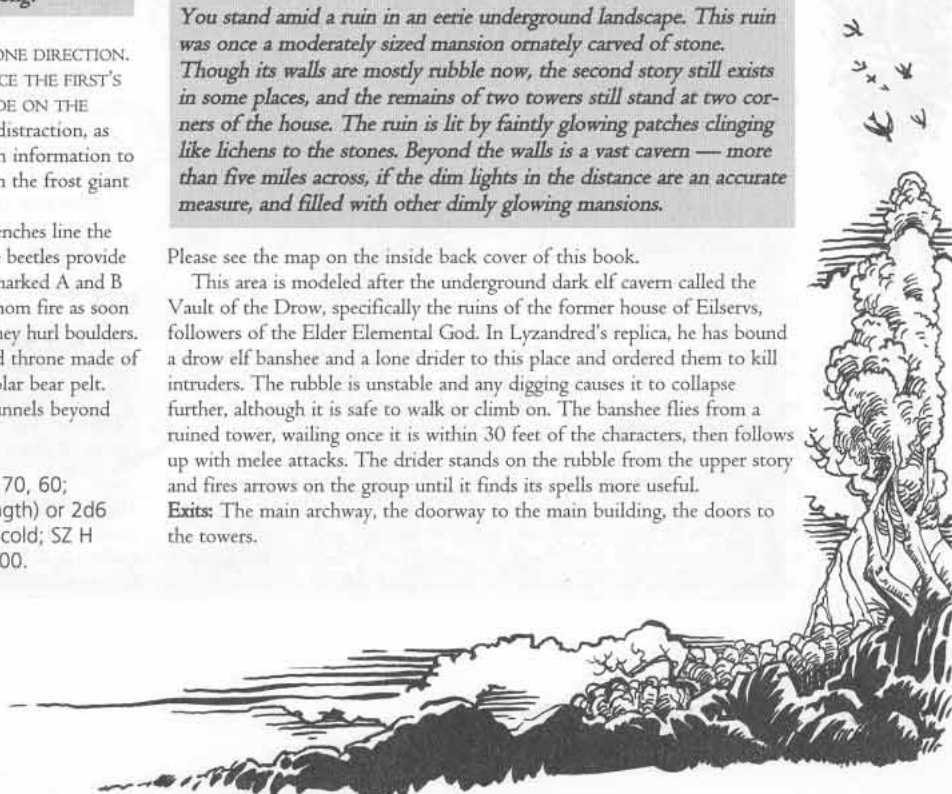 ong!
ONE DIRECTION.
CE THE FIRST'S
DE ON THE
distraction, as
n information to
n the frost giant
enches line the
e beetles provide
marked A and B
hom fire as soon
hey hurl boulders.
d throne made of
olar bear pelt.
unnels beyond
70, 60;
ngth) or 2d6
cold; SZ H
00.
You stand amid a ruin in an eerie underground landscape. This ruin
was once a moderately sized mansion ornately carved of stone.
Though its walls are mostly rubble now, the second story still exists
in some places, and the remains of two towers still stand at two cor-
ners of the house. The ruin is lit by faintly glowing patches clinging
like lichens to the stones. Beyond the walls is a vast cavern — more
than five miles across, if the dim lights in the distance are an accurate
measure, and filled with other dimly glowing mansions.
Please see the map on the inside back cover of this book.
This area is modeled after the underground dark elf cavern called the
Vault of the Drow, specifically the ruins of the former house of Eilservs,
followers of the Elder Elemental God. In Lyzandred's replica, he has bound
a drow elf banshee and a lone drider to this place and ordered them to kill
intruders. The rubble is unstable and any digging causes it to collapse
further, although it is safe to walk or climb on. The banshee flies from a
ruined tower, wailing once it is within 30 feet of the characters, then follows
up with melee attacks. The drider stands on the rubble from the upper story
and fires arrows on the group until it finds its spells more useful.
Exits: The main archway, the doorway to the main building, the doors to
the towers.